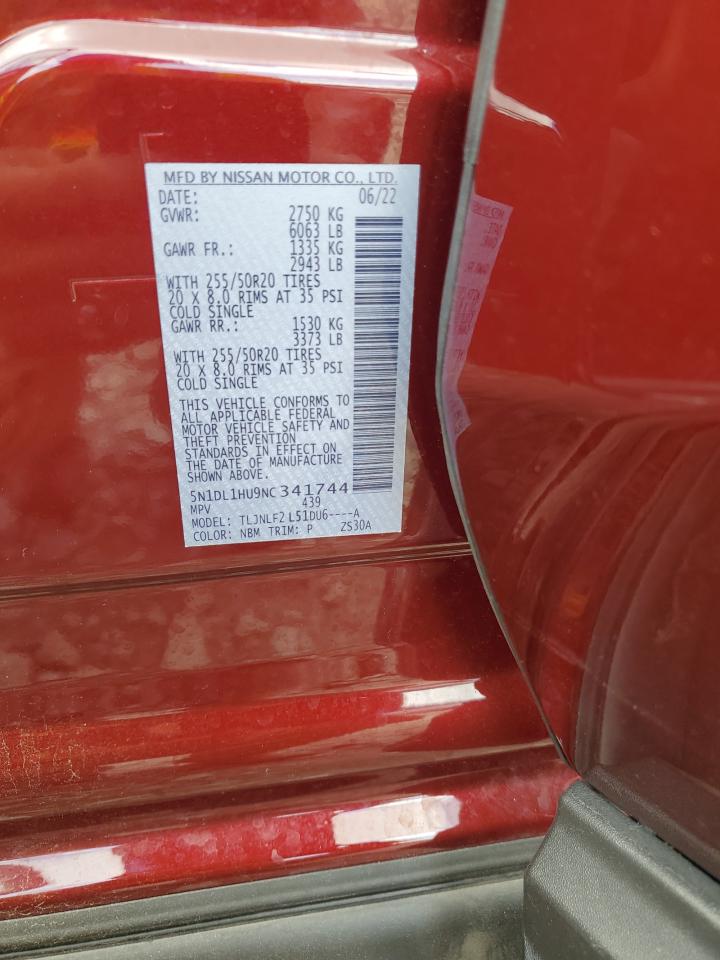 MFD BY NISSAN MOTOR CO., LTD.
DATE: 06/22
GVWR: 2750 KG
6063 LB
GAWR FR.: 1335 KG
2943 LB
WITH 255/50R20 TIRES
20 X 8.0 RIMS AT 35 PSI
COLD SINGLE
GAWR RR.: 1530 KG
3373 LB
WITH 255/50R20 TIRES
20 X 8.0 RIMS AT 35 PSI
COLD SINGLE
THIS VEHICLE CONFORMS TO
ALL APPLICABLE FEDERAL
MOTOR VEHICLE SAFETY AND
THEFT PREVENTION
STANDARDS IN EFFECT ON
THE DATE OF MANUFACTURE
SHOWN ABOVE.
5N1DL1HU9NC341744
MPV 439
MODEL: TLJNLF2 L51DU6----A
COLOR: NBM TRIM: P ZS30A